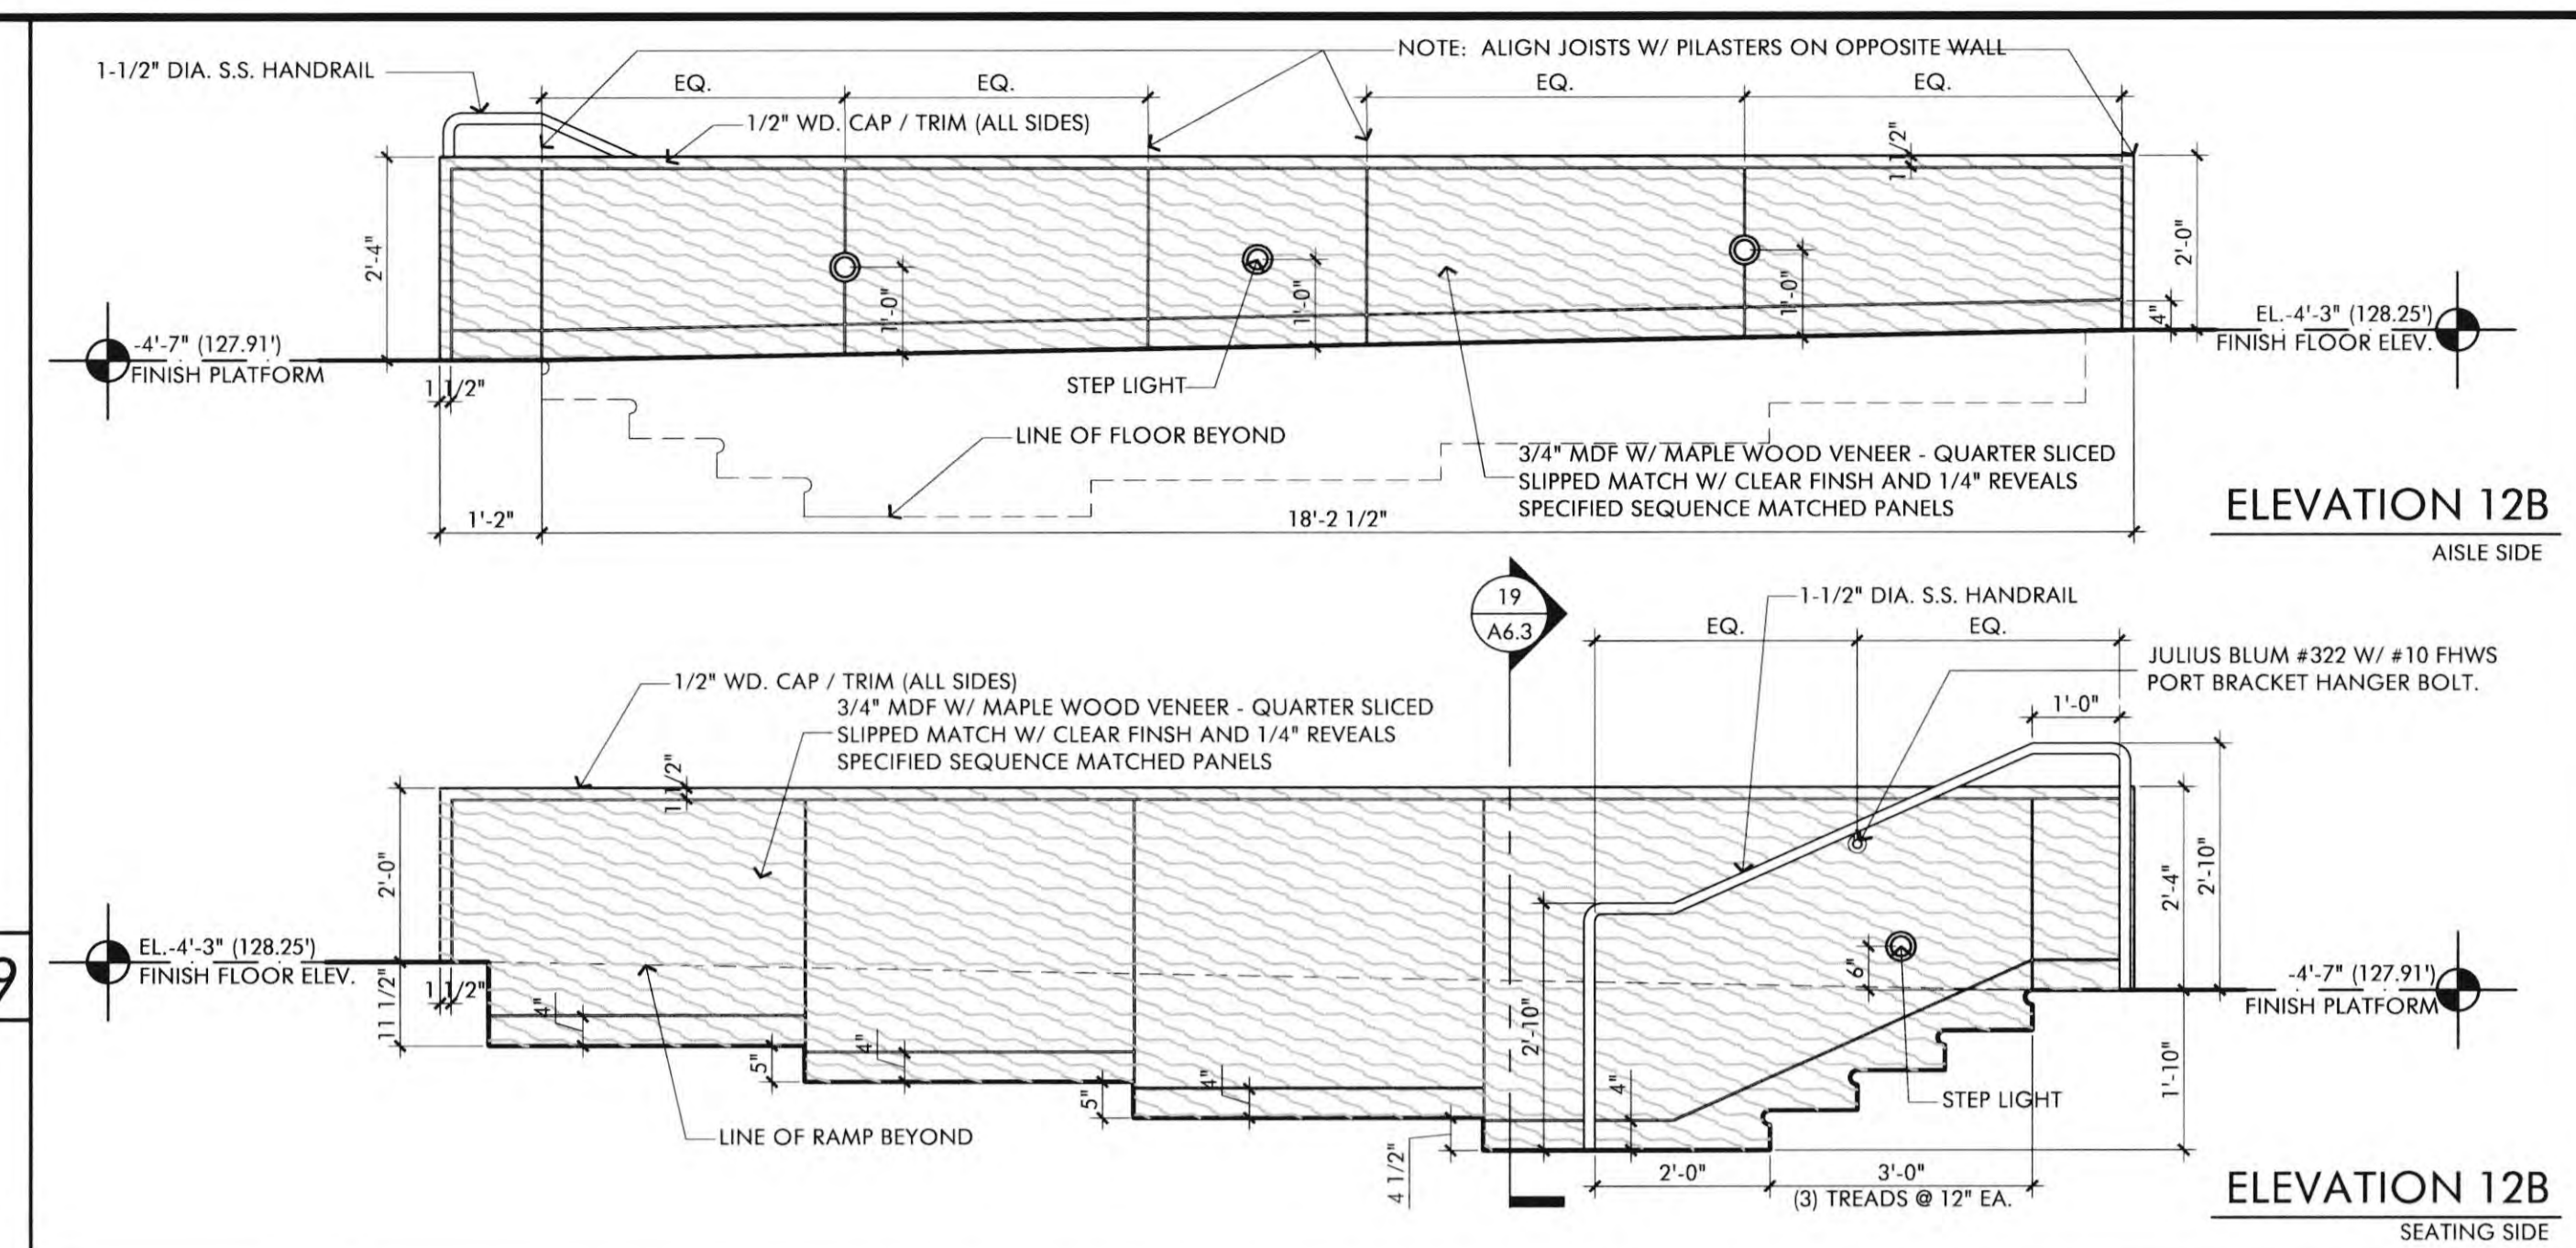 1-1/2" DIA. S.S. HANDRAIL
NOTE: ALIGN JOISTS W/ PILASTERS ON OPPOSITE WALL
EQ.
EQ.
EQ.
EQ.
1/2" WD. CAP / TRIM (ALL SIDES)
1 1/2"
2'-4"
2'-0"
1'-0"
1'-0"
1'-0"
4"
-4'-7" (127.91')
FINISH PLATFORM
EL.-4'-3" (128.25')
FINISH FLOOR ELEV.
1 1/2"
STEP LIGHT
LINE OF FLOOR BEYOND
3/4" MDF W/ MAPLE WOOD VENEER - QUARTER SLICED
SLIPPED MATCH W/ CLEAR FINSH AND 1/4" REVEALS
SPECIFIED SEQUENCE MATCHED PANELS
1'-2"
18'-2 1/2"
ELEVATION 12B
AISLE SIDE
19
A6.3
1-1/2" DIA. S.S. HANDRAIL
EQ.
EQ.
JULIUS BLUM #322 W/ #10 FHWS
PORT BRACKET HANGER BOLT.
1/2" WD. CAP / TRIM (ALL SIDES)
3/4" MDF W/ MAPLE WOOD VENEER - QUARTER SLICED
SLIPPED MATCH W/ CLEAR FINSH AND 1/4" REVEALS
SPECIFIED SEQUENCE MATCHED PANELS
1'-0"
1 1/2"
2'-0"
2'-4"
2'-10"
9
EL.-4'-3" (128.25')
FINISH FLOOR ELEV.
11 1/2"
1 1/2"
4"
5"
4"
5"
4"
4 1/2"
2'-10"
4"
6"
-4'-7" (127.91')
FINISH PLATFORM
1'-10"
STEP LIGHT
LINE OF RAMP BEYOND
2'-0"
3'-0"
(3) TREADS @ 12" EA.
ELEVATION 12B
SEATING SIDE